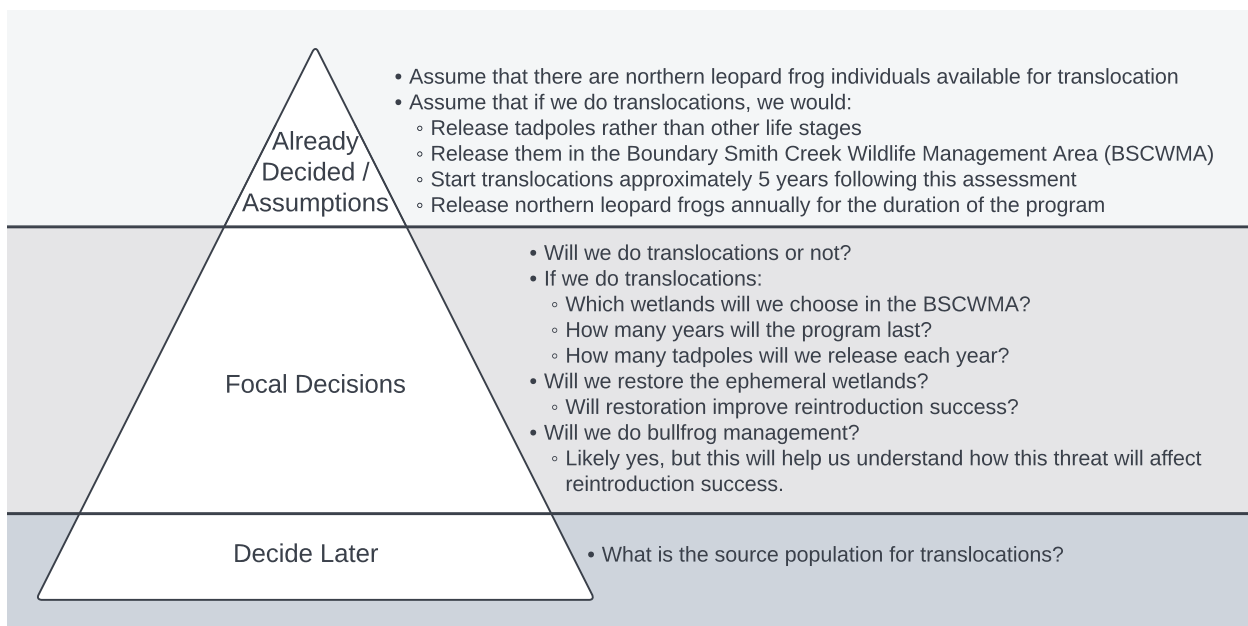 Already
Decided /
Assumptions
• Assume that there are northern leopard frog individuals available for translocation
• Assume that if we do translocations, we would:
◦ Release tadpoles rather than other life stages
◦ Release them in the Boundary Smith Creek Wildlife Management Area (BSCWMA)
◦ Start translocations approximately 5 years following this assessment
◦ Release northern leopard frogs annually for the duration of the program
Focal Decisions
• Will we do translocations or not?
• If we do translocations:
◦ Which wetlands will we choose in the BSCWMA?
◦ How many years will the program last?
◦ How many tadpoles will we release each year?
• Will we restore the ephemeral wetlands?
◦ Will restoration improve reintroduction success?
• Will we do bullfrog management?
◦ Likely yes, but this will help us understand how this threat will affect
reintroduction success.
Decide Later
• What is the source population for translocations?